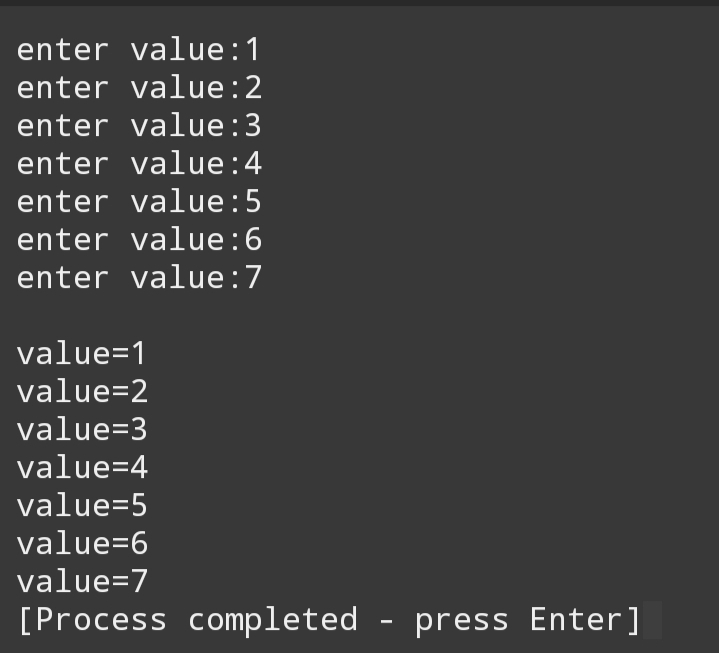 enter value:1
enter value:2
enter value:3
enter value:4
enter value:5
enter value:6
enter value:7
value=1
value=2
value=3
value=4
value=5
value=6
value=7
[Process completed - press Enter]